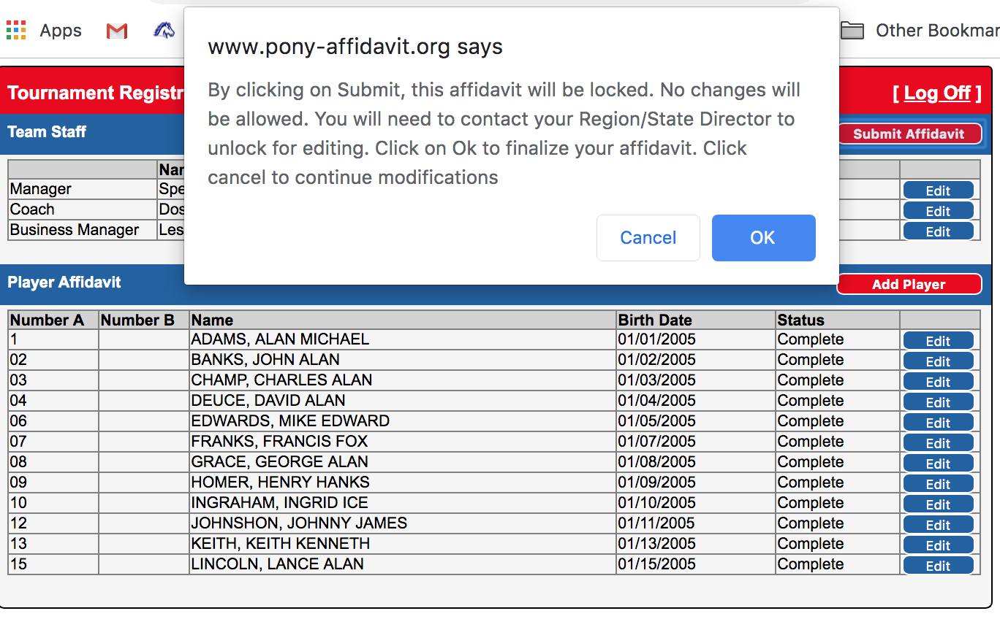 Apps
Other Bookmar
www.pony-affidavit.org says
By clicking on Submit, this affidavit will be locked. No changes will
be allowed. You will need to contact your Region/State Director to
unlock for editing. Click on Ok to finalize your affidavit. Click
cancel to continue modifications
Cancel OK
Tournament Registr [ Log Off ]
Team Staff Submit Affidavit
Nar
Manager Spe Edit
Coach Dos Edit
Business Manager Les Edit
Player Affidavit Add Player
Number A Number B Name Birth Date Status
1 ADAMS, ALAN MICHAEL 01/01/2005 Complete Edit
02 BANKS, JOHN ALAN 01/02/2005 Complete Edit
03 CHAMP, CHARLES ALAN 01/03/2005 Complete Edit
04 DEUCE, DAVID ALAN 01/04/2005 Complete Edit
06 EDWARDS, MIKE EDWARD 01/05/2005 Complete Edit
07 FRANKS, FRANCIS FOX 01/07/2005 Complete Edit
08 GRACE, GEORGE ALAN 01/08/2005 Complete Edit
09 HOMER, HENRY HANKS 01/09/2005 Complete Edit
10 INGRAHAM, INGRID ICE 01/10/2005 Complete Edit
12 JOHNSHON, JOHNNY JAMES 01/11/2005 Complete Edit
13 KEITH, KEITH KENNETH 01/13/2005 Complete Edit
15 LINCOLN, LANCE ALAN 01/15/2005 Complete Edit